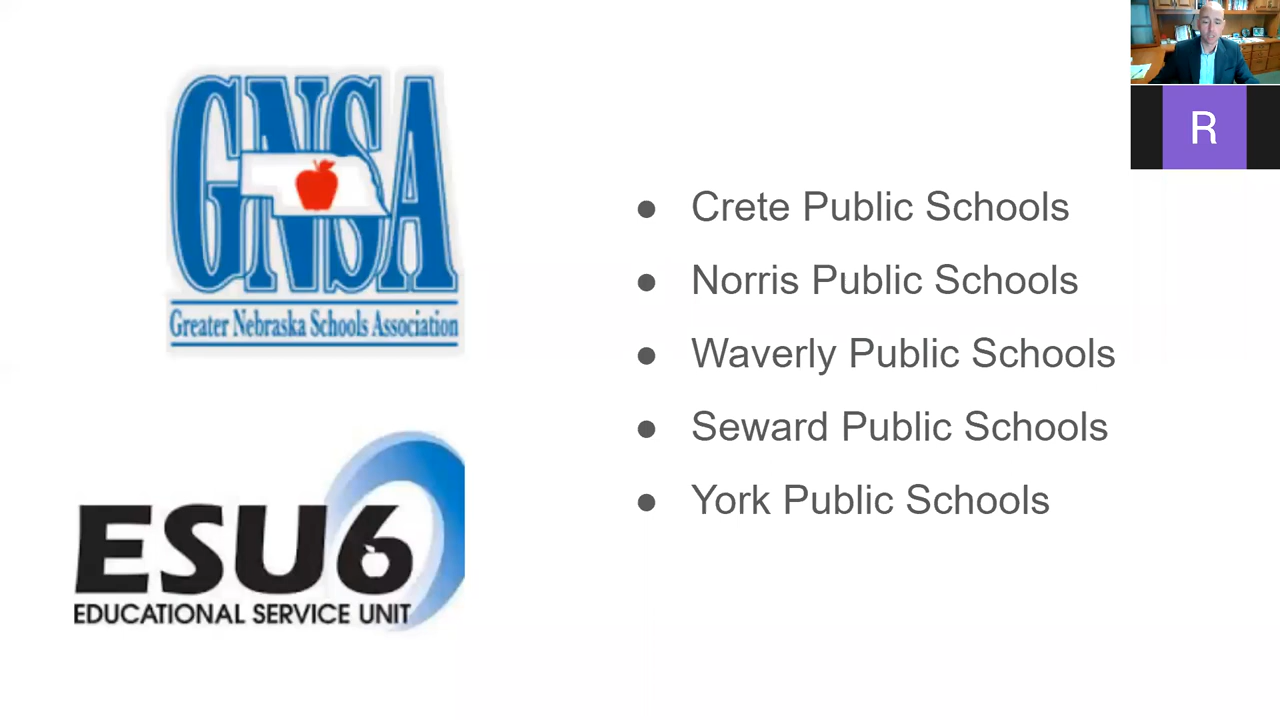 GNSA
Greater Nebraska Schools Association
ESU6
EDUCATIONAL SERVICE UNIT
● Crete Public Schools
● Norris Public Schools
● Waverly Public Schools
● Seward Public Schools
● York Public Schools
R